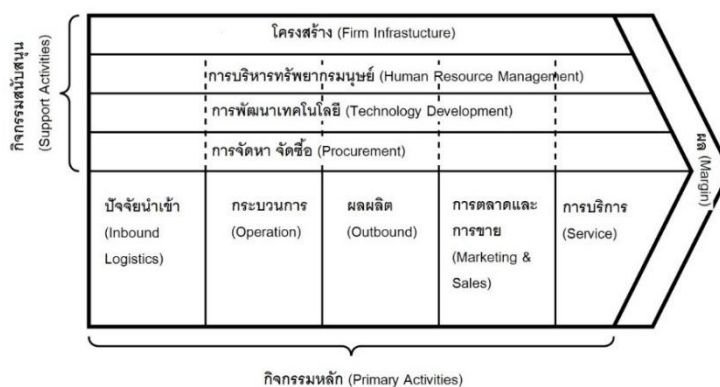 กิจกรรมสนับสนุน
(Support Activities)
โครงสร้าง (Firm Infrastucture)
การบริหารทรัพยากรมนุษย์ (Human Resource Management)
การพัฒนาเทคโนโลยี (Technology Development)
การจัดหา จัดซื้อ (Procurement)
ปัจจัยนำเข้า
(Inbound
Logistics)
กระบวนการ
(Operation)
ผลผลิต
(Outbound)
การตลาดและ
การขาย
(Marketing &
Sales)
การบริการ
(Service)
ผล (Margin)
กิจกรรมหลัก (Primary Activities)